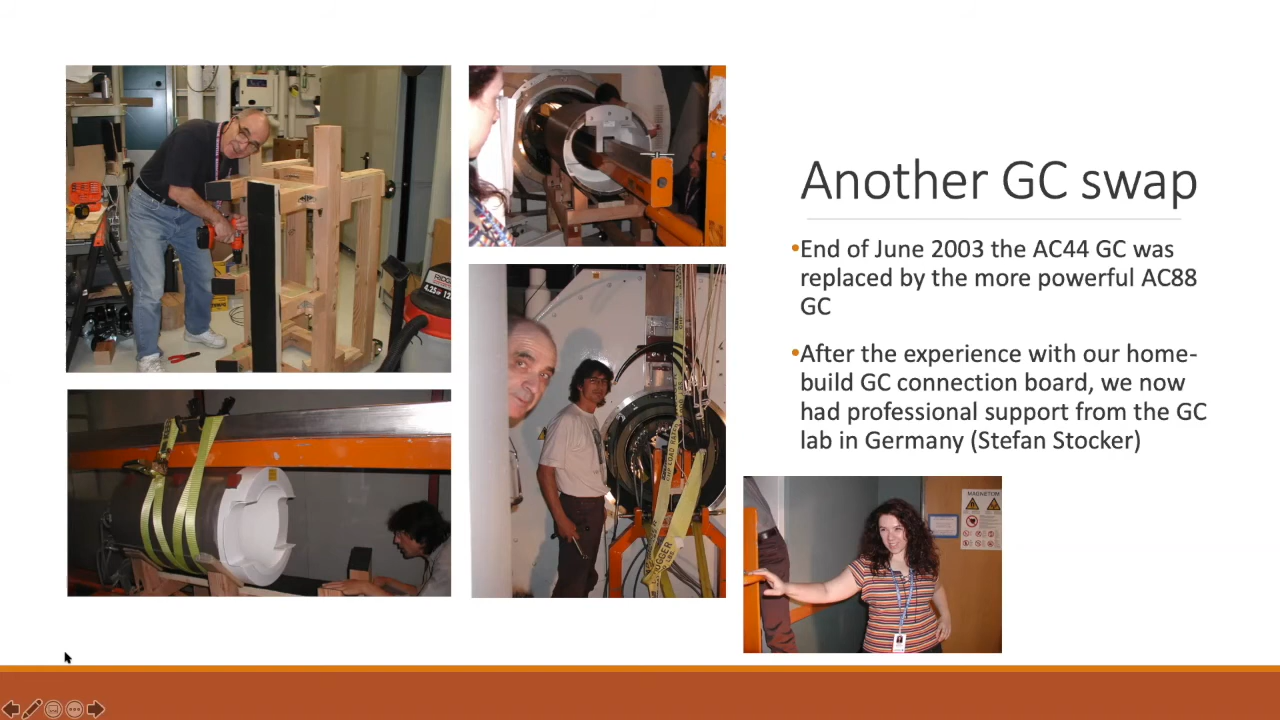 Another GC swap
•End of June 2003 the AC44 GC was
replaced by the more powerful AC88
GC
•After the experience with our home-
build GC connection board, we now
had professional support from the GC
lab in Germany (Stefan Stocker)
RIDGID
MAGNETOM